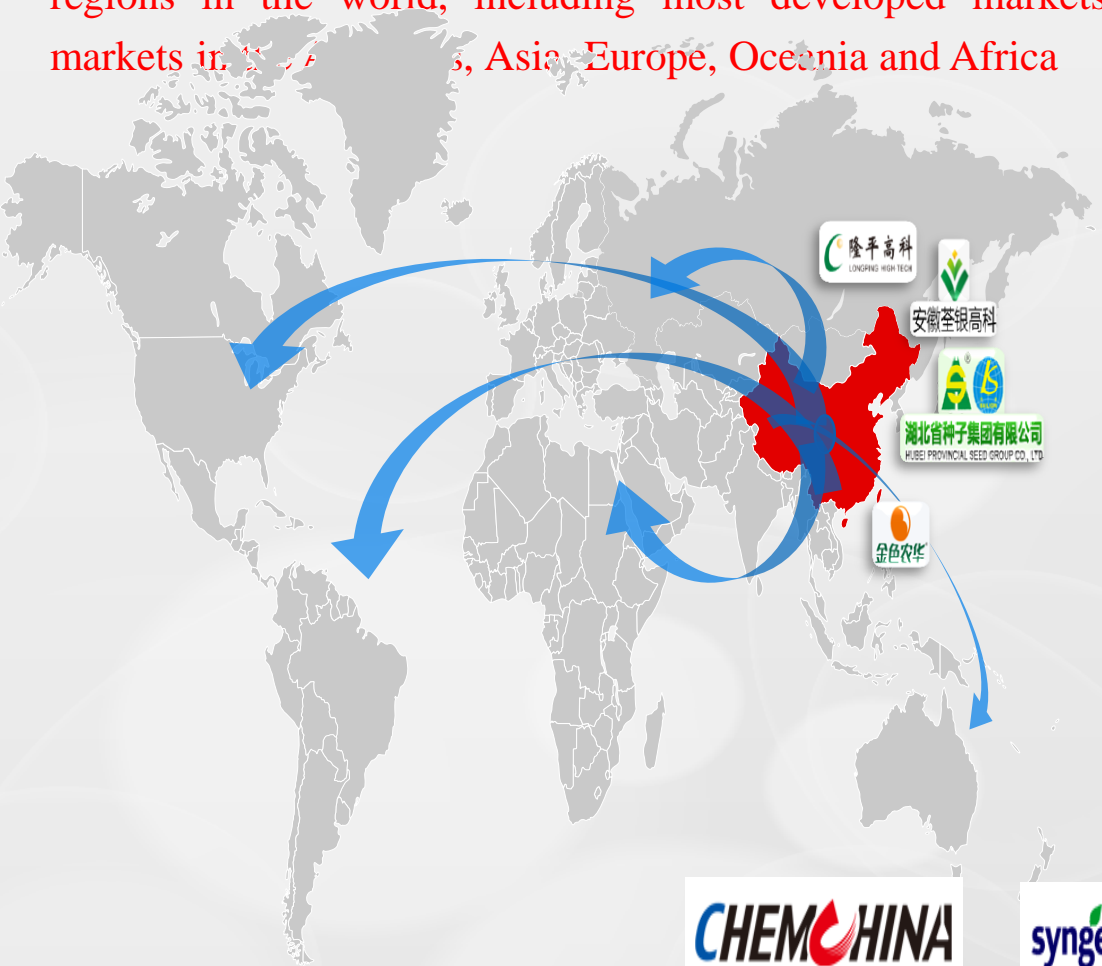 regions in the world, including most developed markets
markets in s, Asia, Europe, Oceania and Africa
隆平高科
LONGPING HIGH TECH
安徽荃银高科
湖北省种子集团有限公司
HUBEI PROVINCIAL SEED GROUP CO., LTD
金色农华
CHEMCHINA
synge